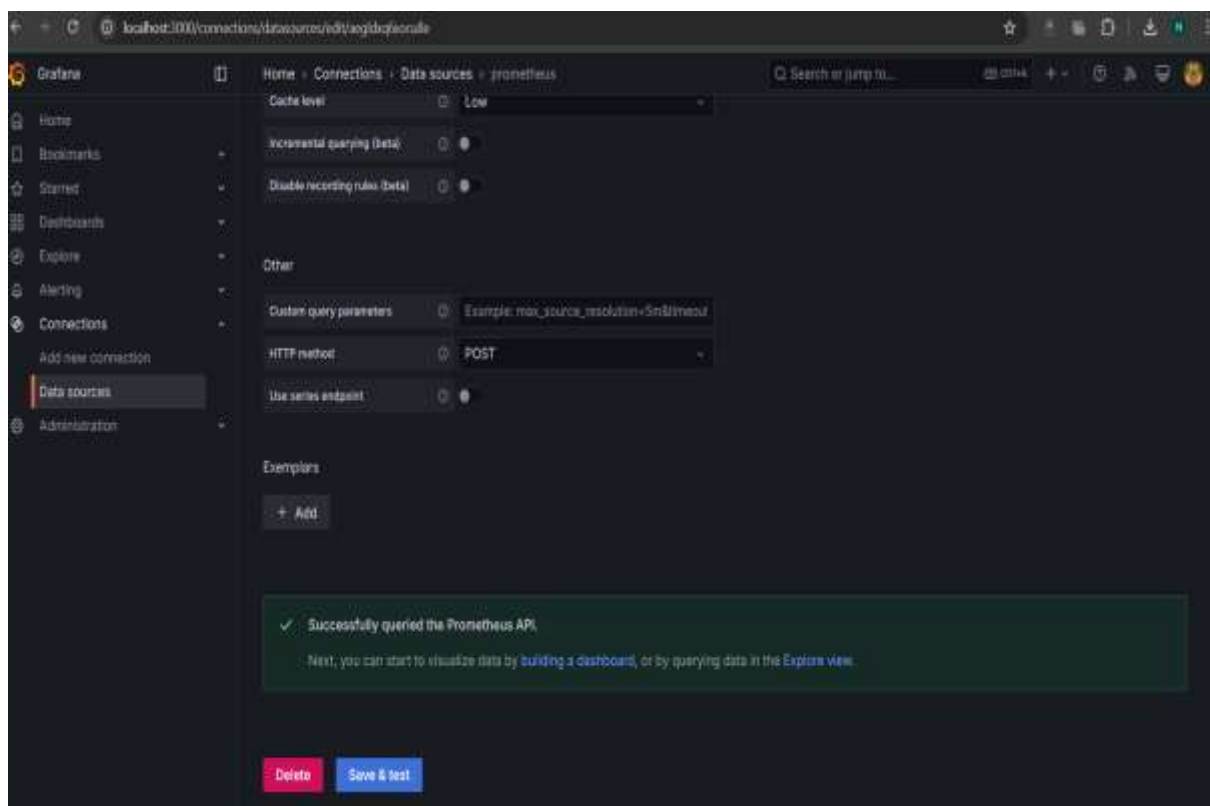 localhost:3000/connections/datasources/edit/
Grafana
Home › Connections › Data sources › prometheus
Search or jump to...
+
Home
Bookmarks
Starred
Dashboards
Explore
Alerting
Connections
Add new connection
Data sources
Administration
Cache level
Low
Incremental querying (beta)
Disable recording rules (beta)
Other
Custom query parameters
Example: max_source_resolution=5m&timeout
HTTP method
POST
Use series endpoint
Exemplars
+ Add
Successfully queried the Prometheus API.
Next, you can start to visualize data by building a dashboard, or by querying data in the Explore view.
Delete
Save & test